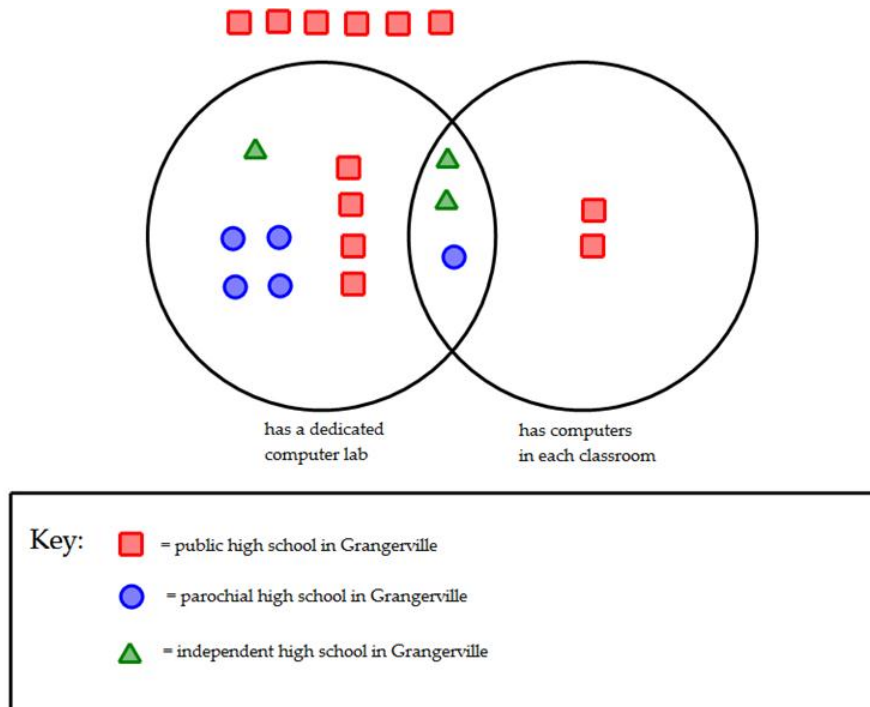 has a dedicated
computer lab
has computers
in each classroom
Key:
= public high school in Grangerville
= parochial high school in Grangerville
= independent high school in Grangerville